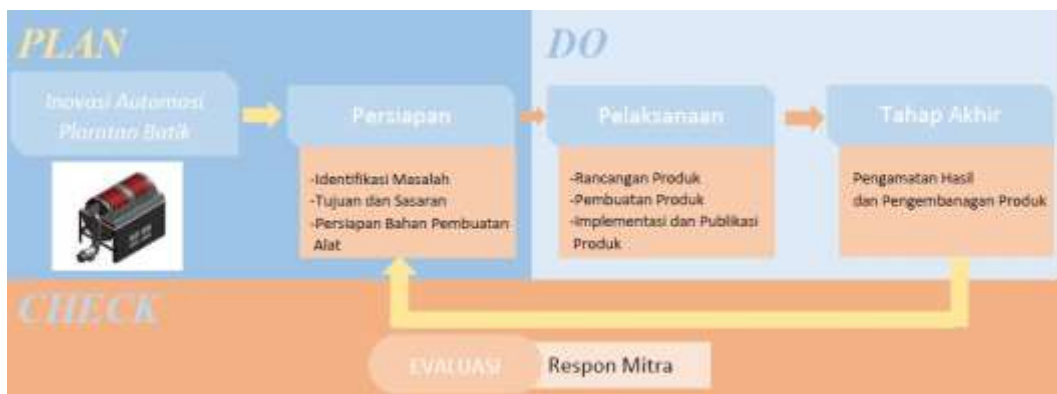 PLAN
Inovasi Automasi
Ploratan Batik
Persiapan
-Identifikasi Masalah
-Tujuan dan Sasaran
-Persiapan Bahan Pembuatan
Alat
DO
Pelaksanaan
-Rancangan Produk
-Pembuatan Produk
-Implementasi dan Publikasi
Produk
Tahap Akhir
Pengamatan Hasil
dan Pengembanagan Produk
CHECK
EVALUASI
Respon Mitra